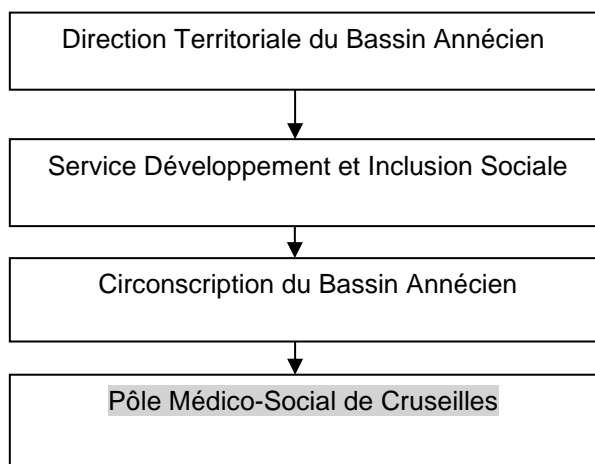 Direction Territoriale du Bassin Annécien
Service Développement et Inclusion Sociale
Circonscription du Bassin Annécien
Pôle Médico-Social de Cruseilles